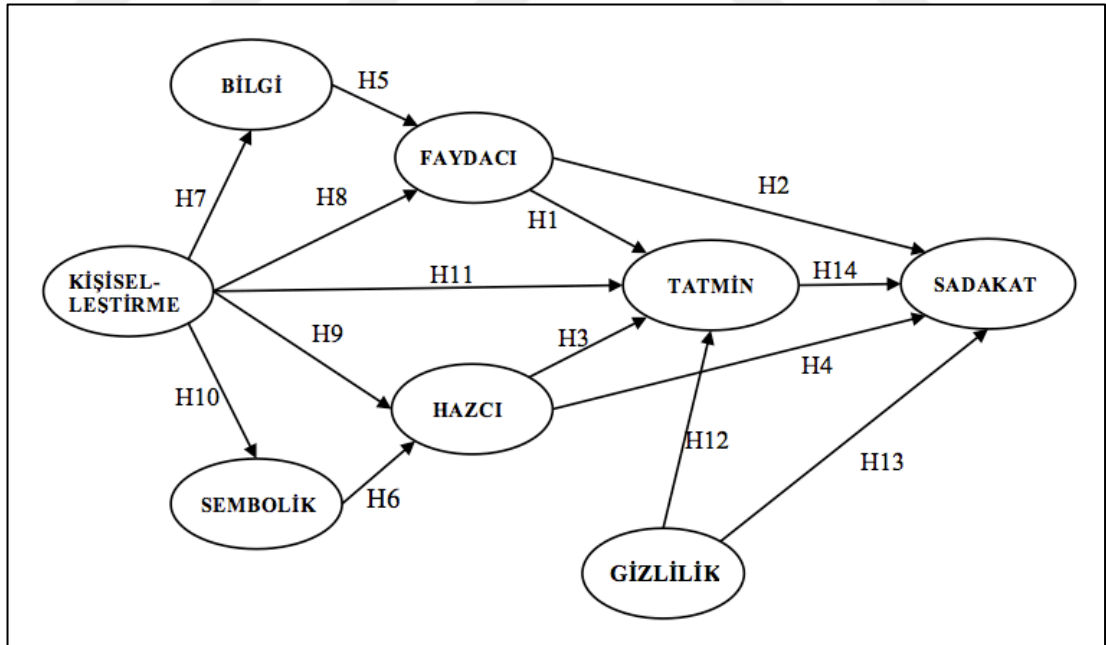 BİLGİ
H5
FAYDACI
H7
H8
H2
H1
KİŞİSEL-
LEŞTİRME
H11
TATMİN
H14
SADAKAT
H9
H3
H4
H10
HAZCI
H12
H13
SEMBOLİK
H6
GİZLİLİK